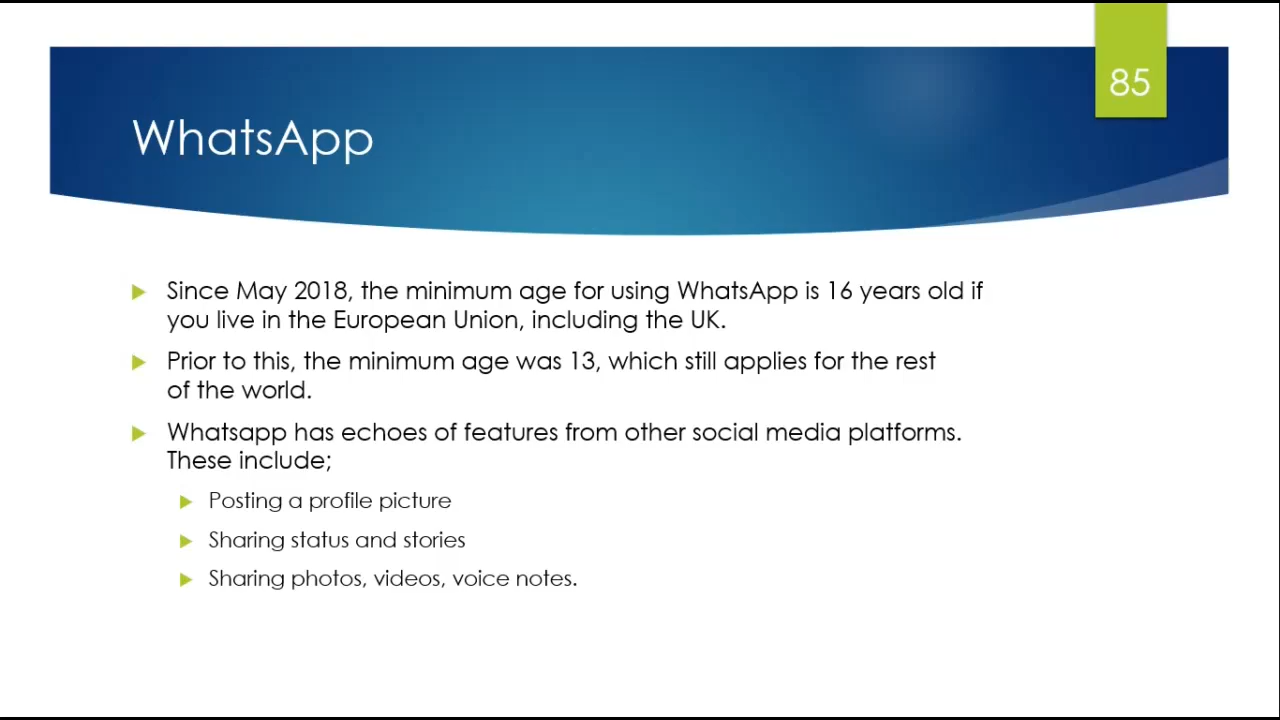 85
WhatsApp
Since May 2018, the minimum age for using WhatsApp is 16 years old if
you live in the European Union, including the UK.
Prior to this, the minimum age was 13, which still applies for the rest
of the world.
Whatsapp has echoes of features from other social media platforms.
These include;
Posting a profile picture
Sharing status and stories
Sharing photos, videos, voice notes.